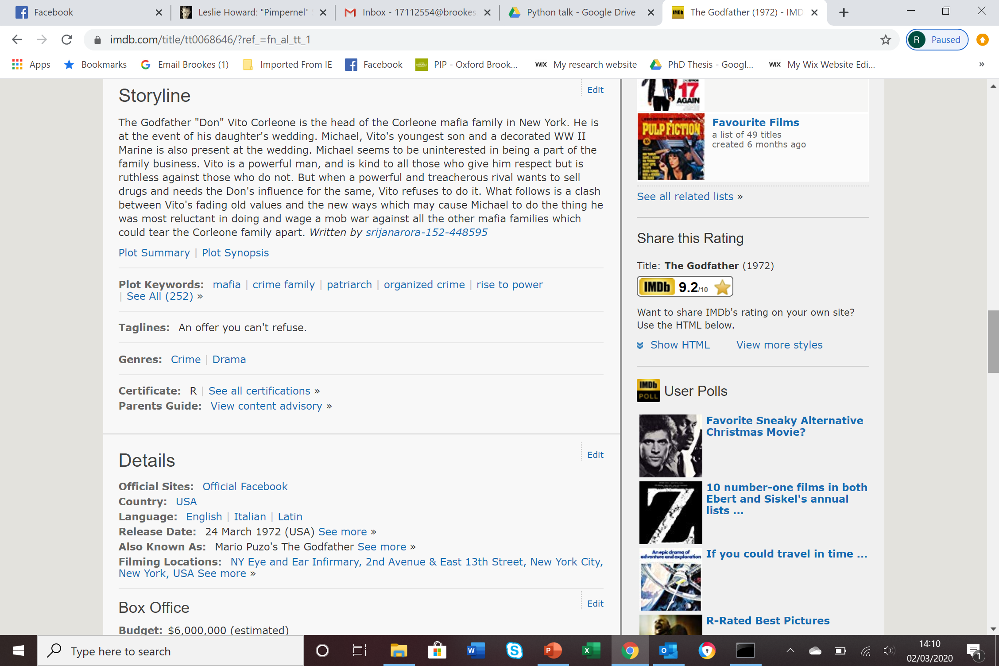 Facebook
Leslie Howard: "Pimpernel"
Inbox - 17112554@brookes
Python talk - Google Drive
The Godfather (1972) - IMD
imdb.com/title/tt0068646/?ref_=fn_al_tt_1
R Paused
Apps
Bookmarks
Email Brookes (1)
Imported From IE
Facebook
PIP - Oxford Brook...
WIX My research website
PhD Thesis - Googl...
WIX My Wix Website Edi...
»
Storyline
Edit
The Godfather "Don" Vito Corleone is the head of the Corleone mafia family in New York. He is
at the event of his daughter's wedding. Michael, Vito's youngest son and a decorated WW II
Marine is also present at the wedding. Michael seems to be uninterested in being a part of the
family business. Vito is a powerful man, and is kind to all those who give him respect but is
ruthless against those who do not. But when a powerful and treacherous rival wants to sell
drugs and needs the Don's influence for the same, Vito refuses to do it. What follows is a clash
between Vito's fading old values and the new ways which may cause Michael to do the thing he
was most reluctant in doing and wage a mob war against all the other mafia families which
could tear the Corleone family apart. Written by srijanarora-152-448595
Plot Summary | Plot Synopsis
Plot Keywords: mafia | crime family | patriarch | organized crime | rise to power
| See All (252) »
Taglines: An offer you can't refuse.
Genres: Crime | Drama
Certificate: R | See all certifications »
Parents Guide: View content advisory »
Details
Edit
Official Sites: Official Facebook
Country: USA
Language: English | Italian | Latin
Release Date: 24 March 1972 (USA) See more »
Also Known As: Mario Puzo's The Godfather See more »
Filming Locations: NY Eye and Ear Infirmary, 2nd Avenue & East 13th Street, New York City,
New York, USA See more »
Box Office
Edit
Budget: $6,000,000 (estimated)
17
AGAIN
PULP FICTION
10¢
Favourite Films
a list of 49 titles
created 6 months ago
See all related lists »
Share this Rating
Title: The Godfather (1972)
IMDb 9.2/10
Want to share IMDb's rating on your own site?
Use the HTML below.
Show HTML
View more styles
IMDb
POLL
User Polls
Favorite Sneaky Alternative
Christmas Movie?
Z
10 number-one films in both
Ebert and Siskel's annual
lists ...
An epic drama of
adventure and exploration
If you could travel in time ...
R-Rated Best Pictures
Type here to search
14:10
02/03/2020
1